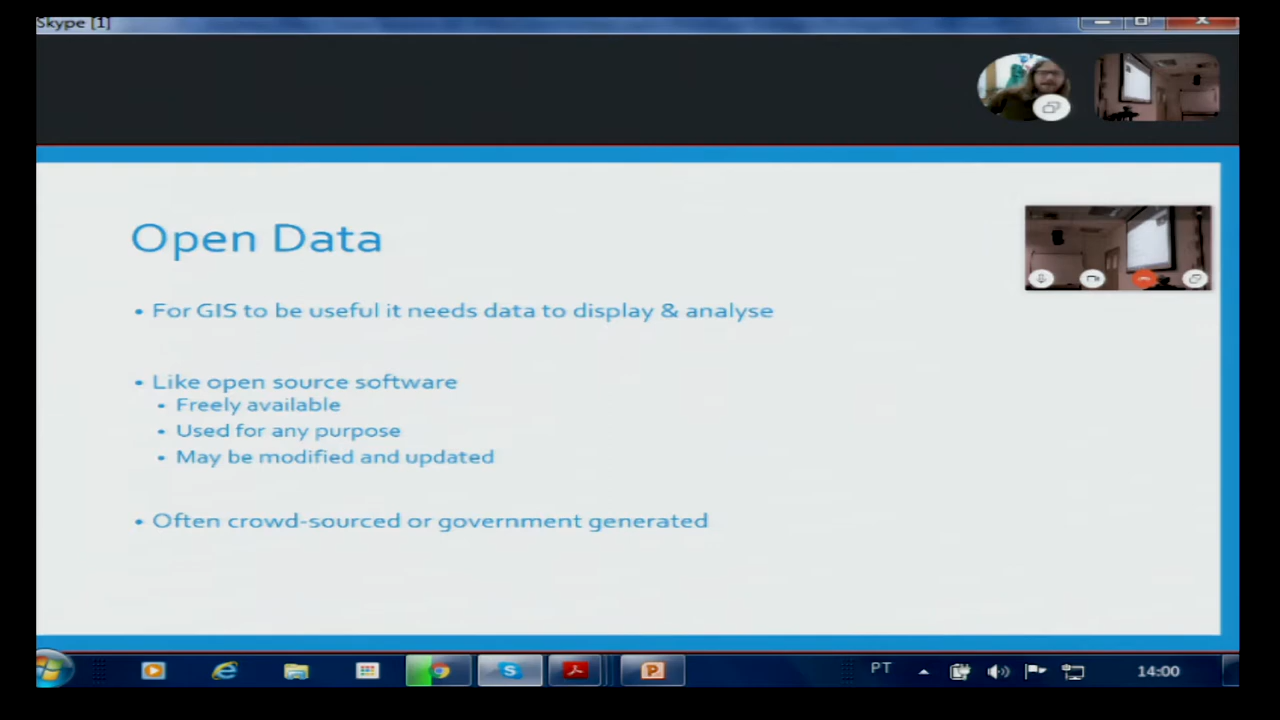 Skype [1]
Open Data
• For GIS to be useful it needs data to display & analyse
• Like open source software
• Freely available
• Used for any purpose
• May be modified and updated
• Often crowd-sourced or government generated
PT
14:00